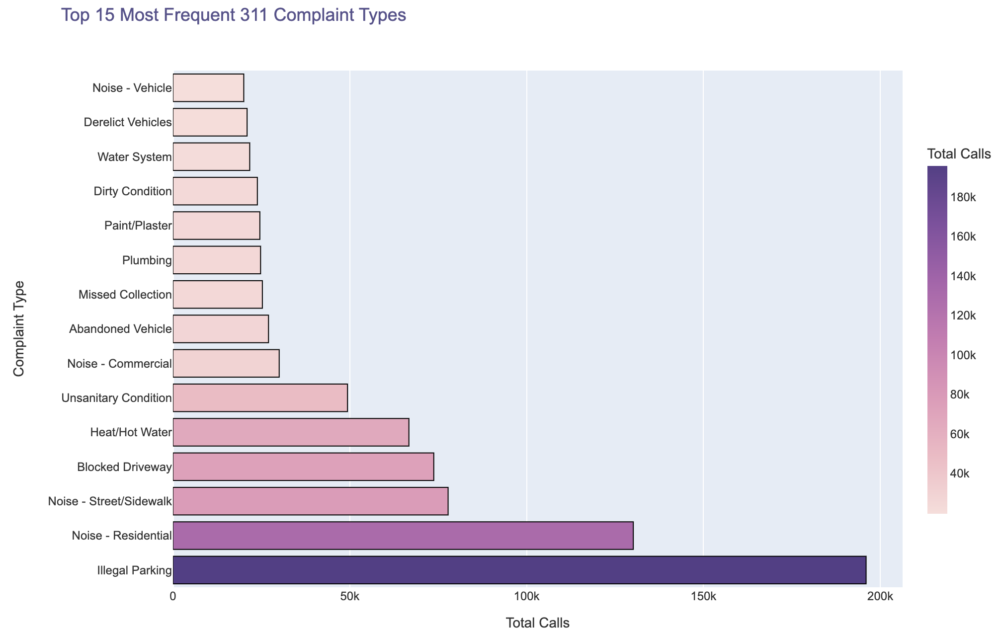 Top 15 Most Frequent 311 Complaint Types
Noise - Vehicle
Derelict Vehicles
Water System
Dirty Condition
Paint/Plaster
Plumbing
Missed Collection
Abandoned Vehicle
Noise - Commercial
Unsanitary Condition
Heat/Hot Water
Blocked Driveway
Noise - Street/Sidewalk
Noise - Residential
Illegal Parking
Complaint Type
0
50k
100k
150k
200k
Total Calls
Total Calls
180k
160k
140k
120k
100k
80k
60k
40k